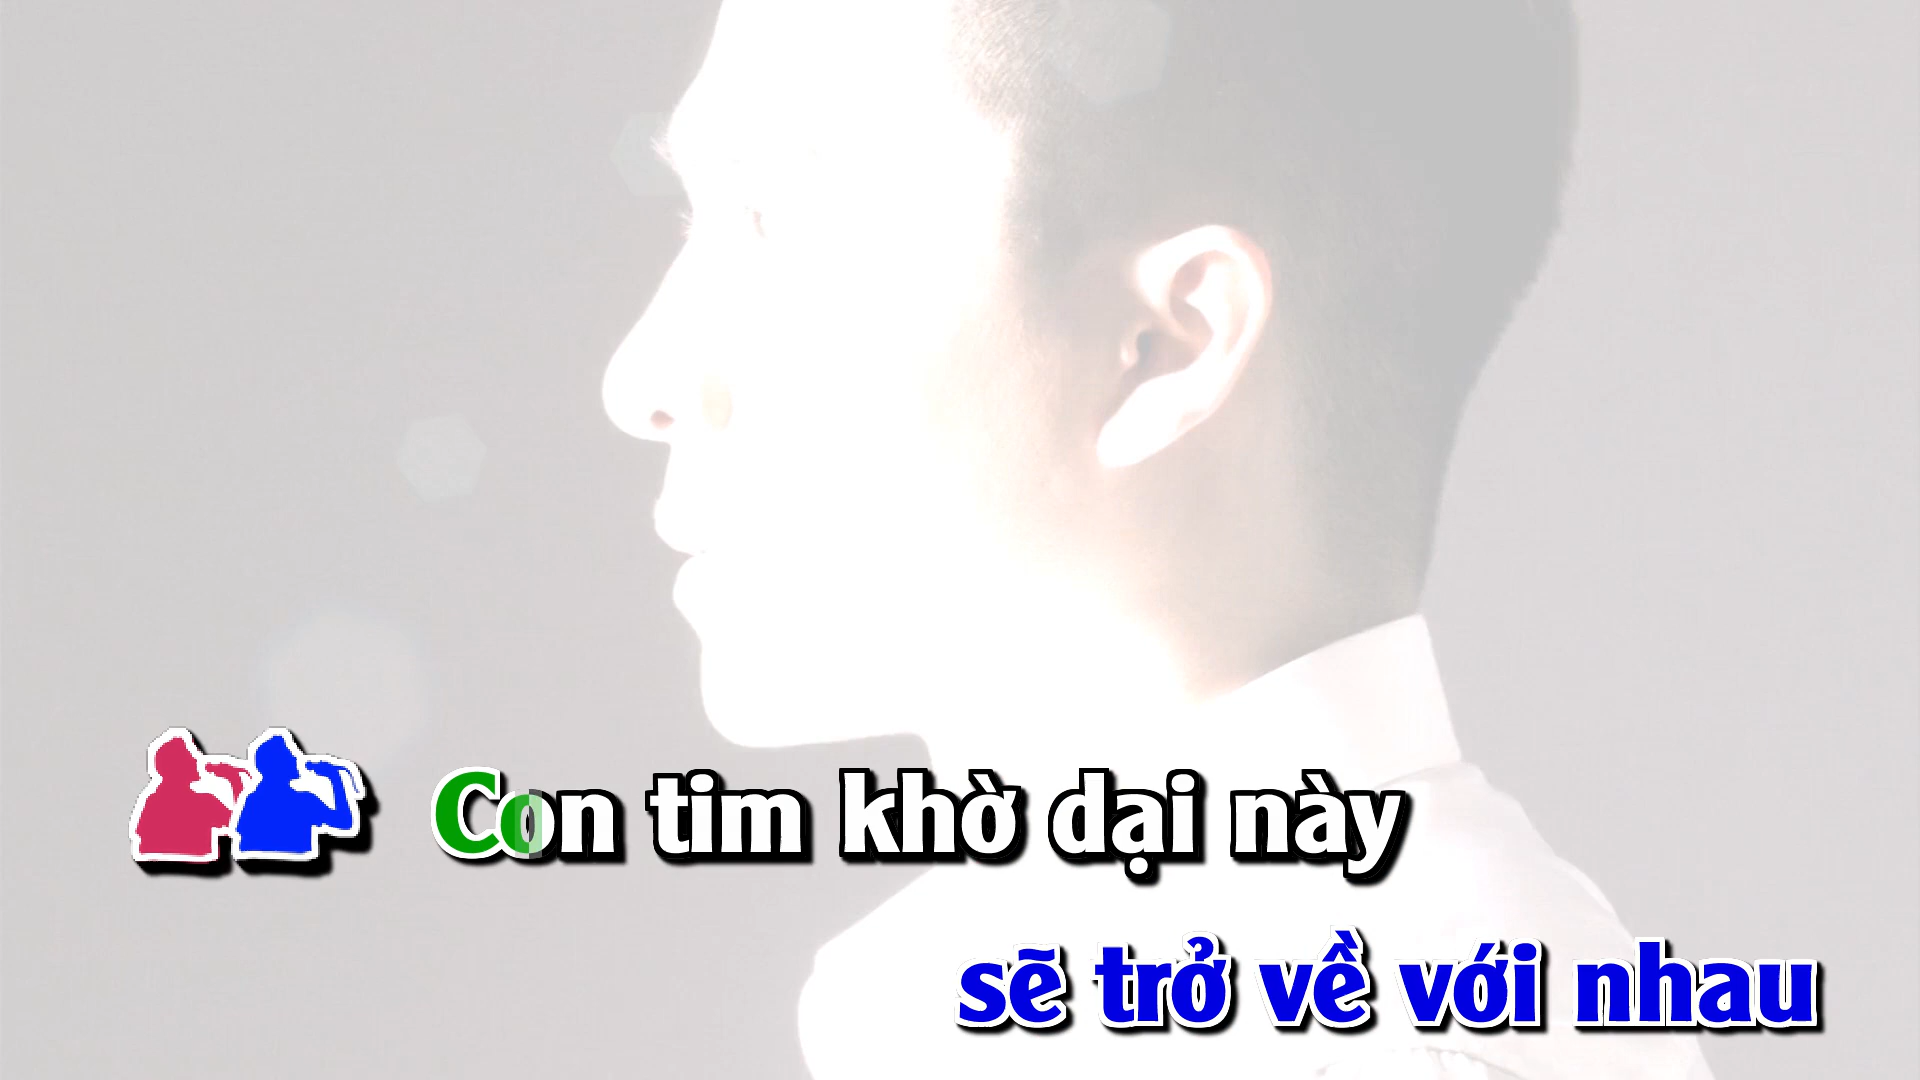 Con tim khờ dại này
sẽ trở về với nhau